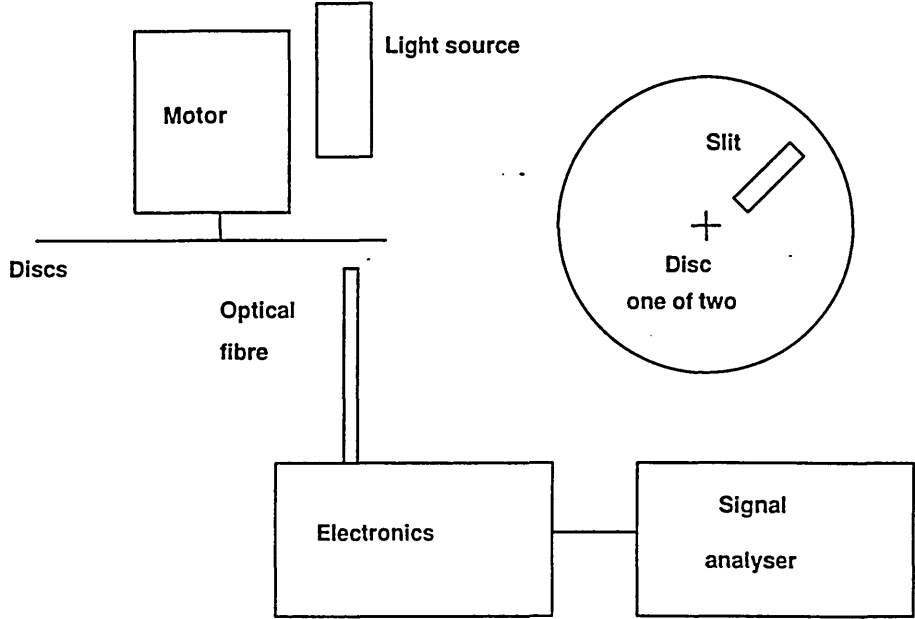 Light source
Motor
Slit
Discs
Disc
one of two
Optical
fibre
Electronics
Signal
analyser